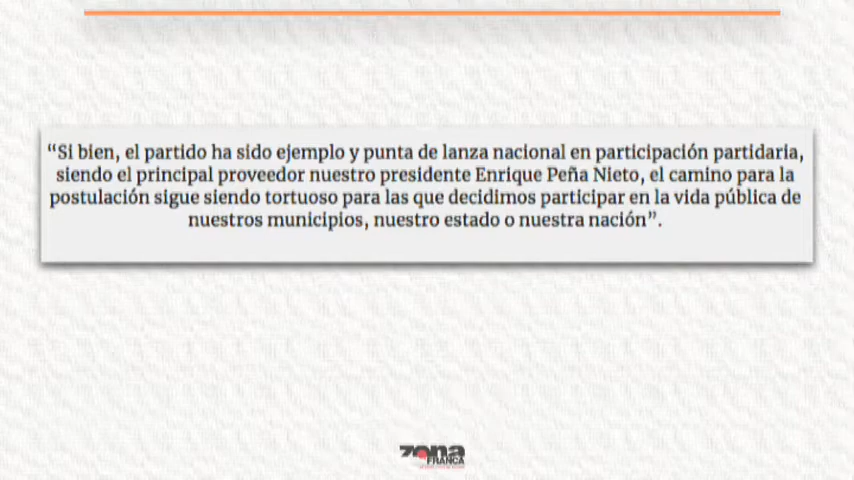 “Si bien, el partido ha sido ejemplo y punta de lanza nacional en participación partidaria,
siendo el principal proveedor nuestro presidente Enrique Peña Nieto, el camino para la
postulación sigue siendo tortuoso para las que decidimos participar en la vida pública de
nuestros municipios, nuestro estado o nuestra nación”.
zona
FRANCA